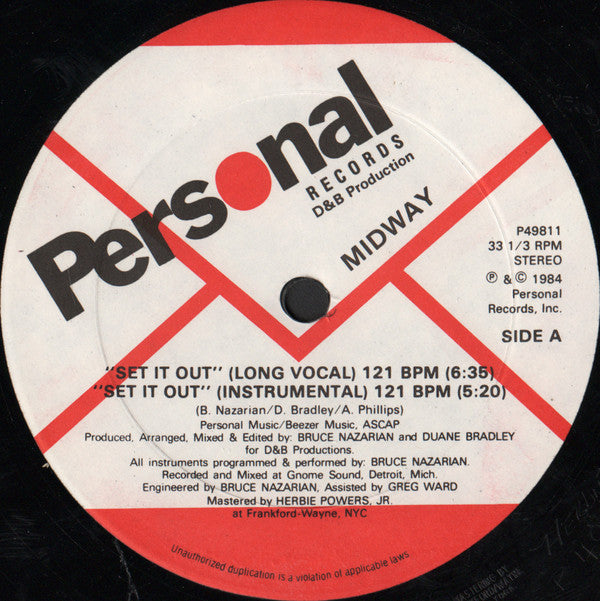 Personal
RECORDS
D&B Production
MIDWAY
P49811
33 1/3 RPM
STEREO
℗ & © 1984
Personal
Records, Inc.
SIDE A
"SET IT OUT" (LONG VOCAL) 121 BPM (6:35)
"SET IT OUT" (INSTRUMENTAL) 121 BPM (5:20)
(B. Nazarian/D. Bradley/A. Phillips)
Personal Music/Beezer Music, ASCAP
Produced, Arranged, Mixed & Edited by: BRUCE NAZARIAN and DUANE BRADLEY
for D&B Productions.
All instruments programmed & performed by: BRUCE NAZARIAN.
Recorded and Mixed at Gnome Sound, Detroit, Mich.
Engineered by BRUCE NAZARIAN, Assisted by GREG WARD
Mastered by HERBIE POWERS, JR.
at Frankford-Wayne, NYC
Unauthorized duplication is a violation of applicable laws